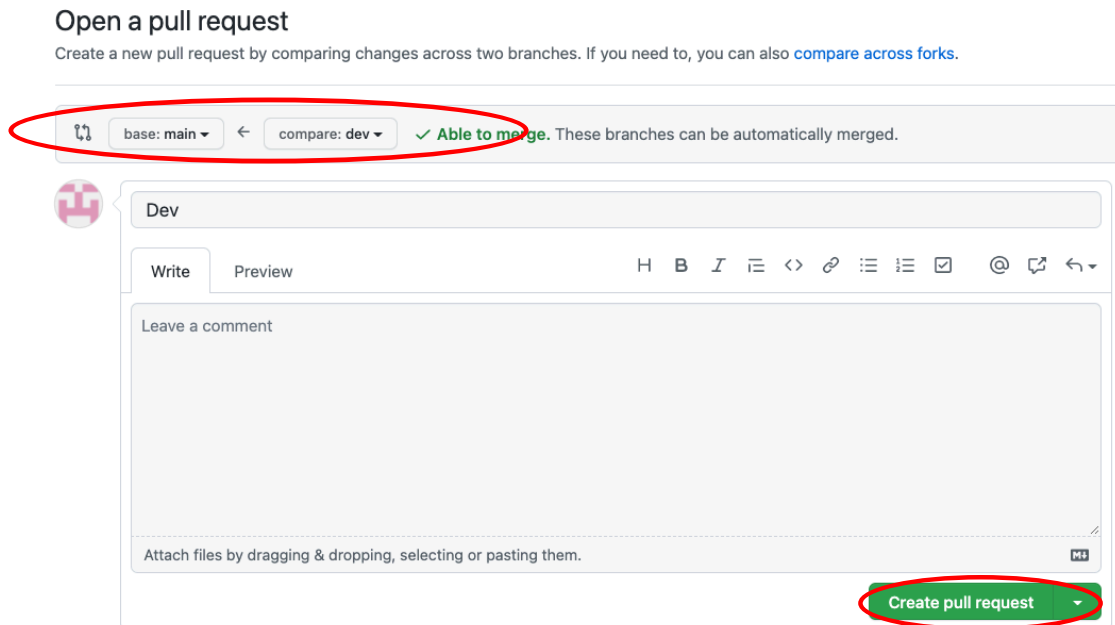 Open a pull request
Create a new pull request by comparing changes across two branches. If you need to, you can also compare across forks.
base: main ← compare: dev ✓ Able to merge. These branches can be automatically merged.
Dev
Write Preview H B I <> @
Leave a comment
Attach files by dragging & dropping, selecting or pasting them. M↓
Create pull request